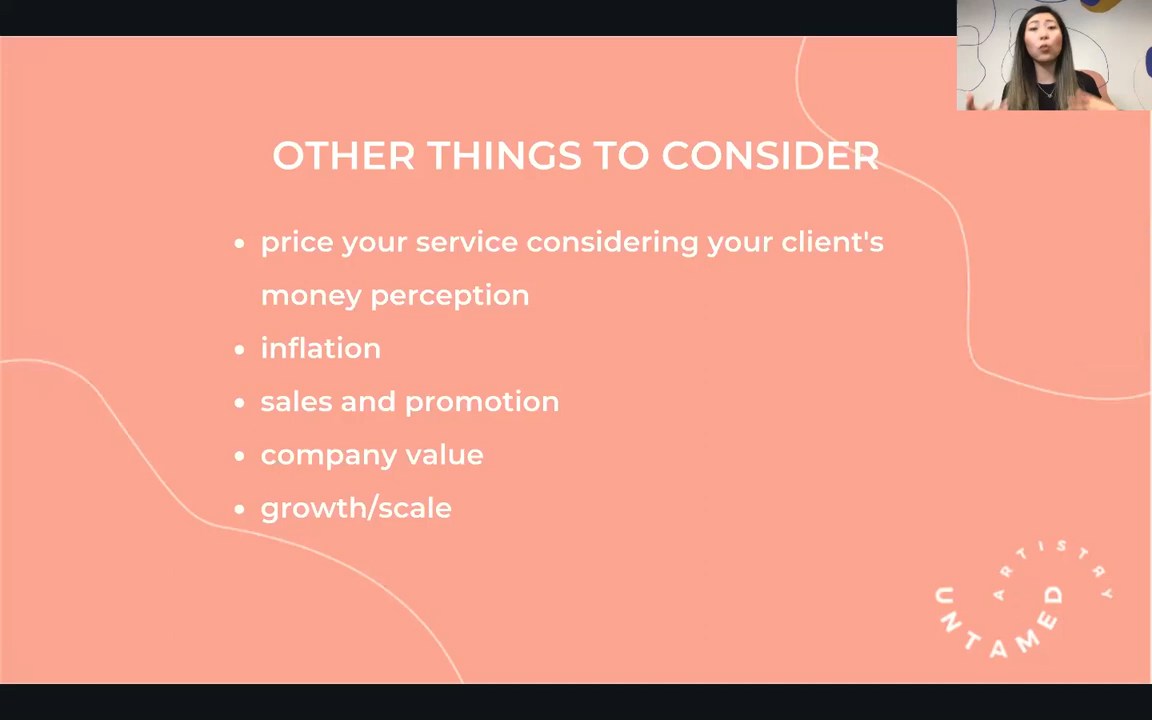 OTHER THINGS TO CONSIDER
• price your service considering your client's
money perception
• inflation
• sales and promotion
• company value
• growth/scale
UNTAMED
ARTISTRY